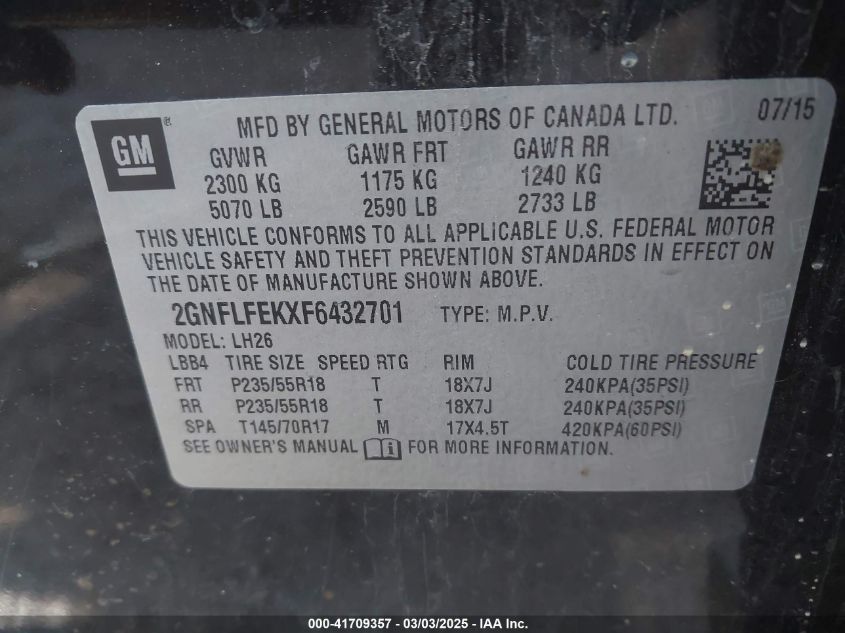 GM® MFD BY GENERAL MOTORS OF CANADA LTD. 07/15
GVWR GAWR FRT GAWR RR
2300 KG 1175 KG 1240 KG
5070 LB 2590 LB 2733 LB
THIS VEHICLE CONFORMS TO ALL APPLICABLE U.S. FEDERAL MOTOR
VEHICLE SAFETY AND THEFT PREVENTION STANDARDS IN EFFECT ON
THE DATE OF MANUFACTURE SHOWN ABOVE.
2GNFLFEKXF6432701 TYPE: M.P.V.
MODEL: LH26
LBB4 TIRE SIZE SPEED RTG RIM COLD TIRE PRESSURE
FRT P235/55R18 T 18X7J 240KPA(35PSI)
RR P235/55R18 T 18X7J 240KPA(35PSI)
SPA T145/70R17 M 17X4.5T 420KPA(60PSI)
SEE OWNER'S MANUAL FOR MORE INFORMATION.
000-41709357 - 03/03/2025 - IAA Inc.